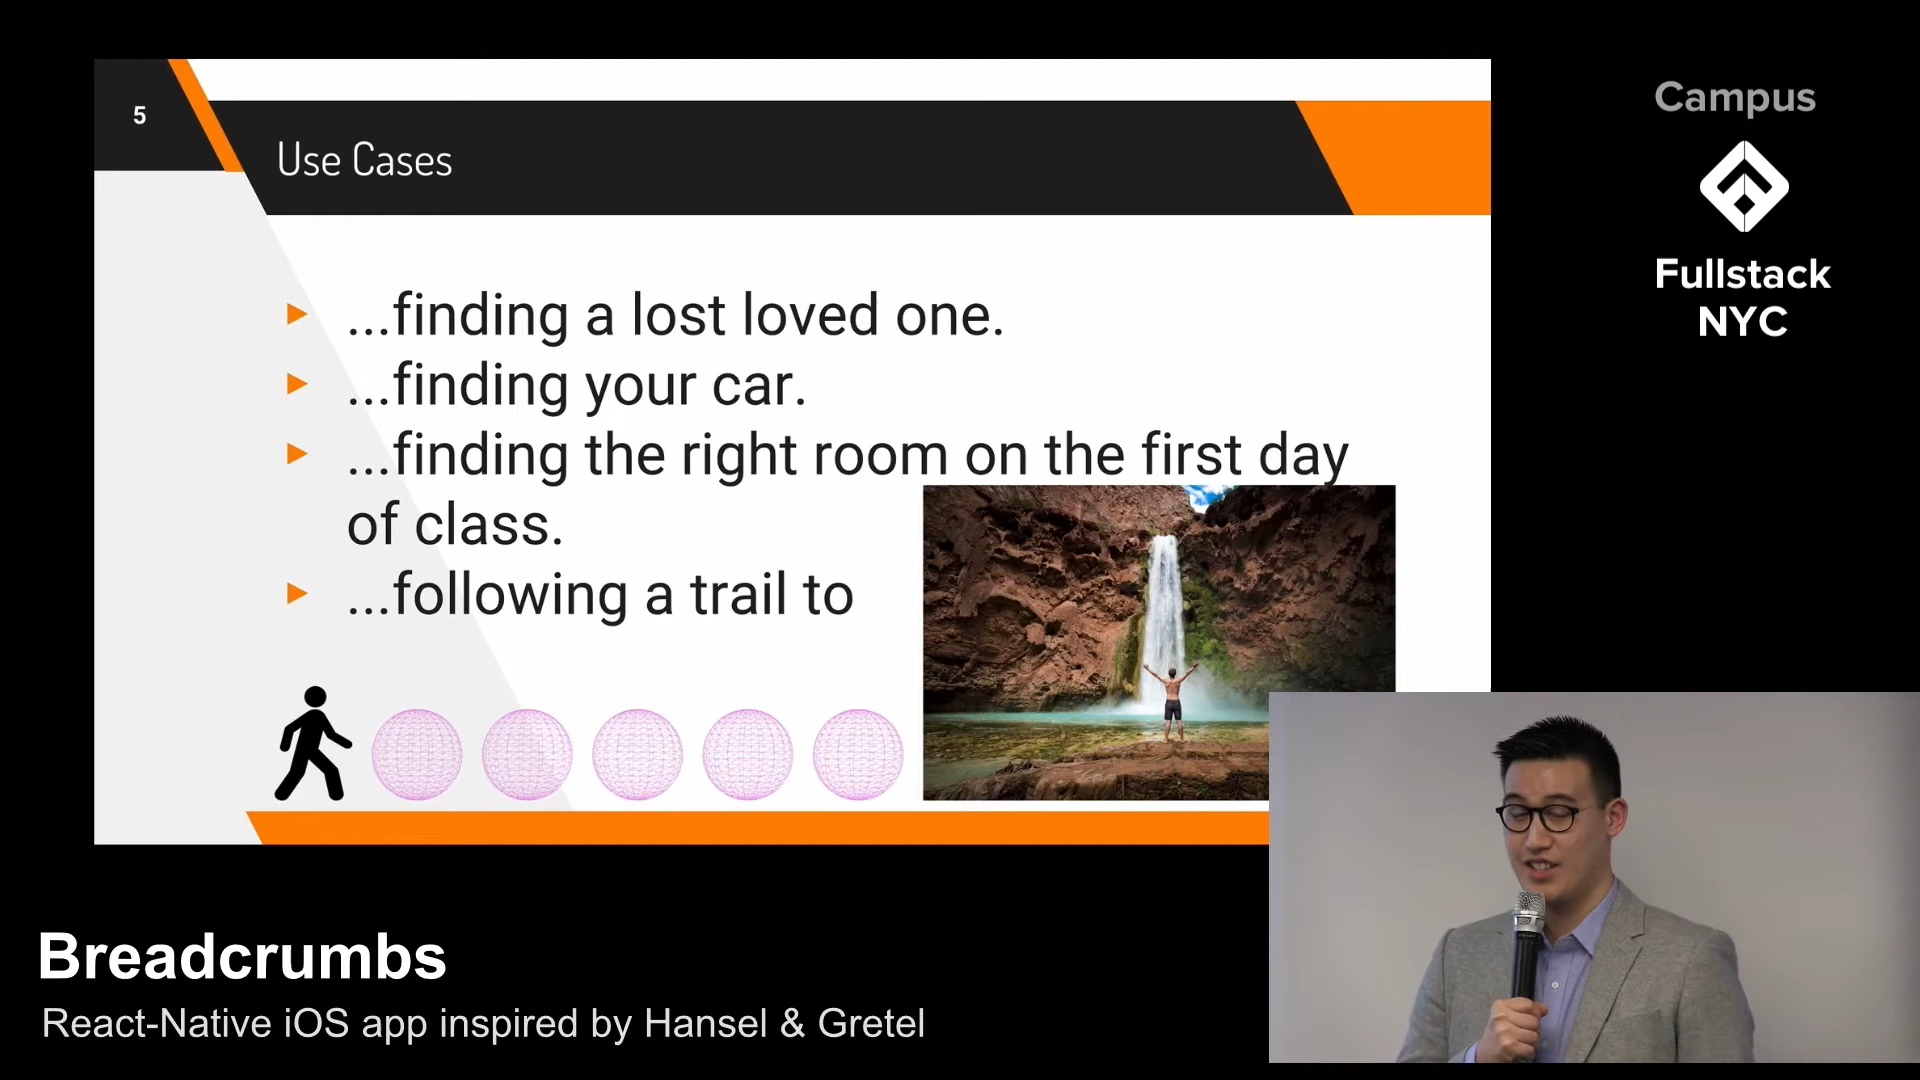 5
Use Cases
...finding a lost loved one.
...finding your car.
...finding the right room on the first day
of class.
...following a trail to
Campus
Fullstack
NYC
Breadcrumbs
React-Native iOS app inspired by Hansel & Gretel